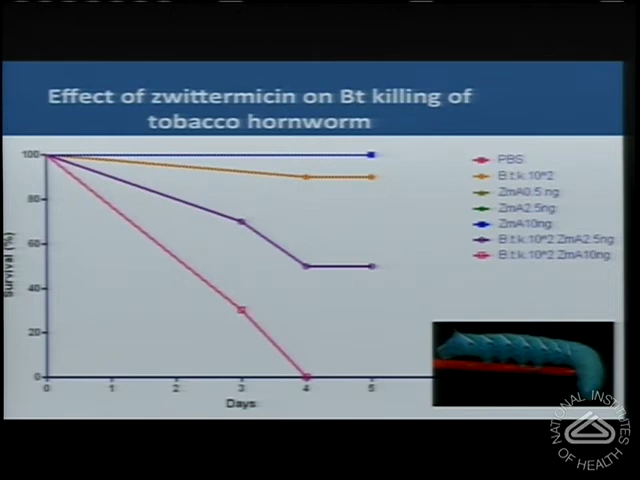 Effect of zwittermicin on Bt killing of
tobacco hornworm
Survival (%)
100
80
60
40
20
0
0 1 2 3 4 5
Days
PBS
B.t.k.10^2
ZmA0.5 ng
ZmA2.5ng
ZmA10ng
B.t.k.10^2 ZmA2.5ng
B.t.k.10^2 ZmA10ng
NATIONAL INSTITUTES
OF HEALTH